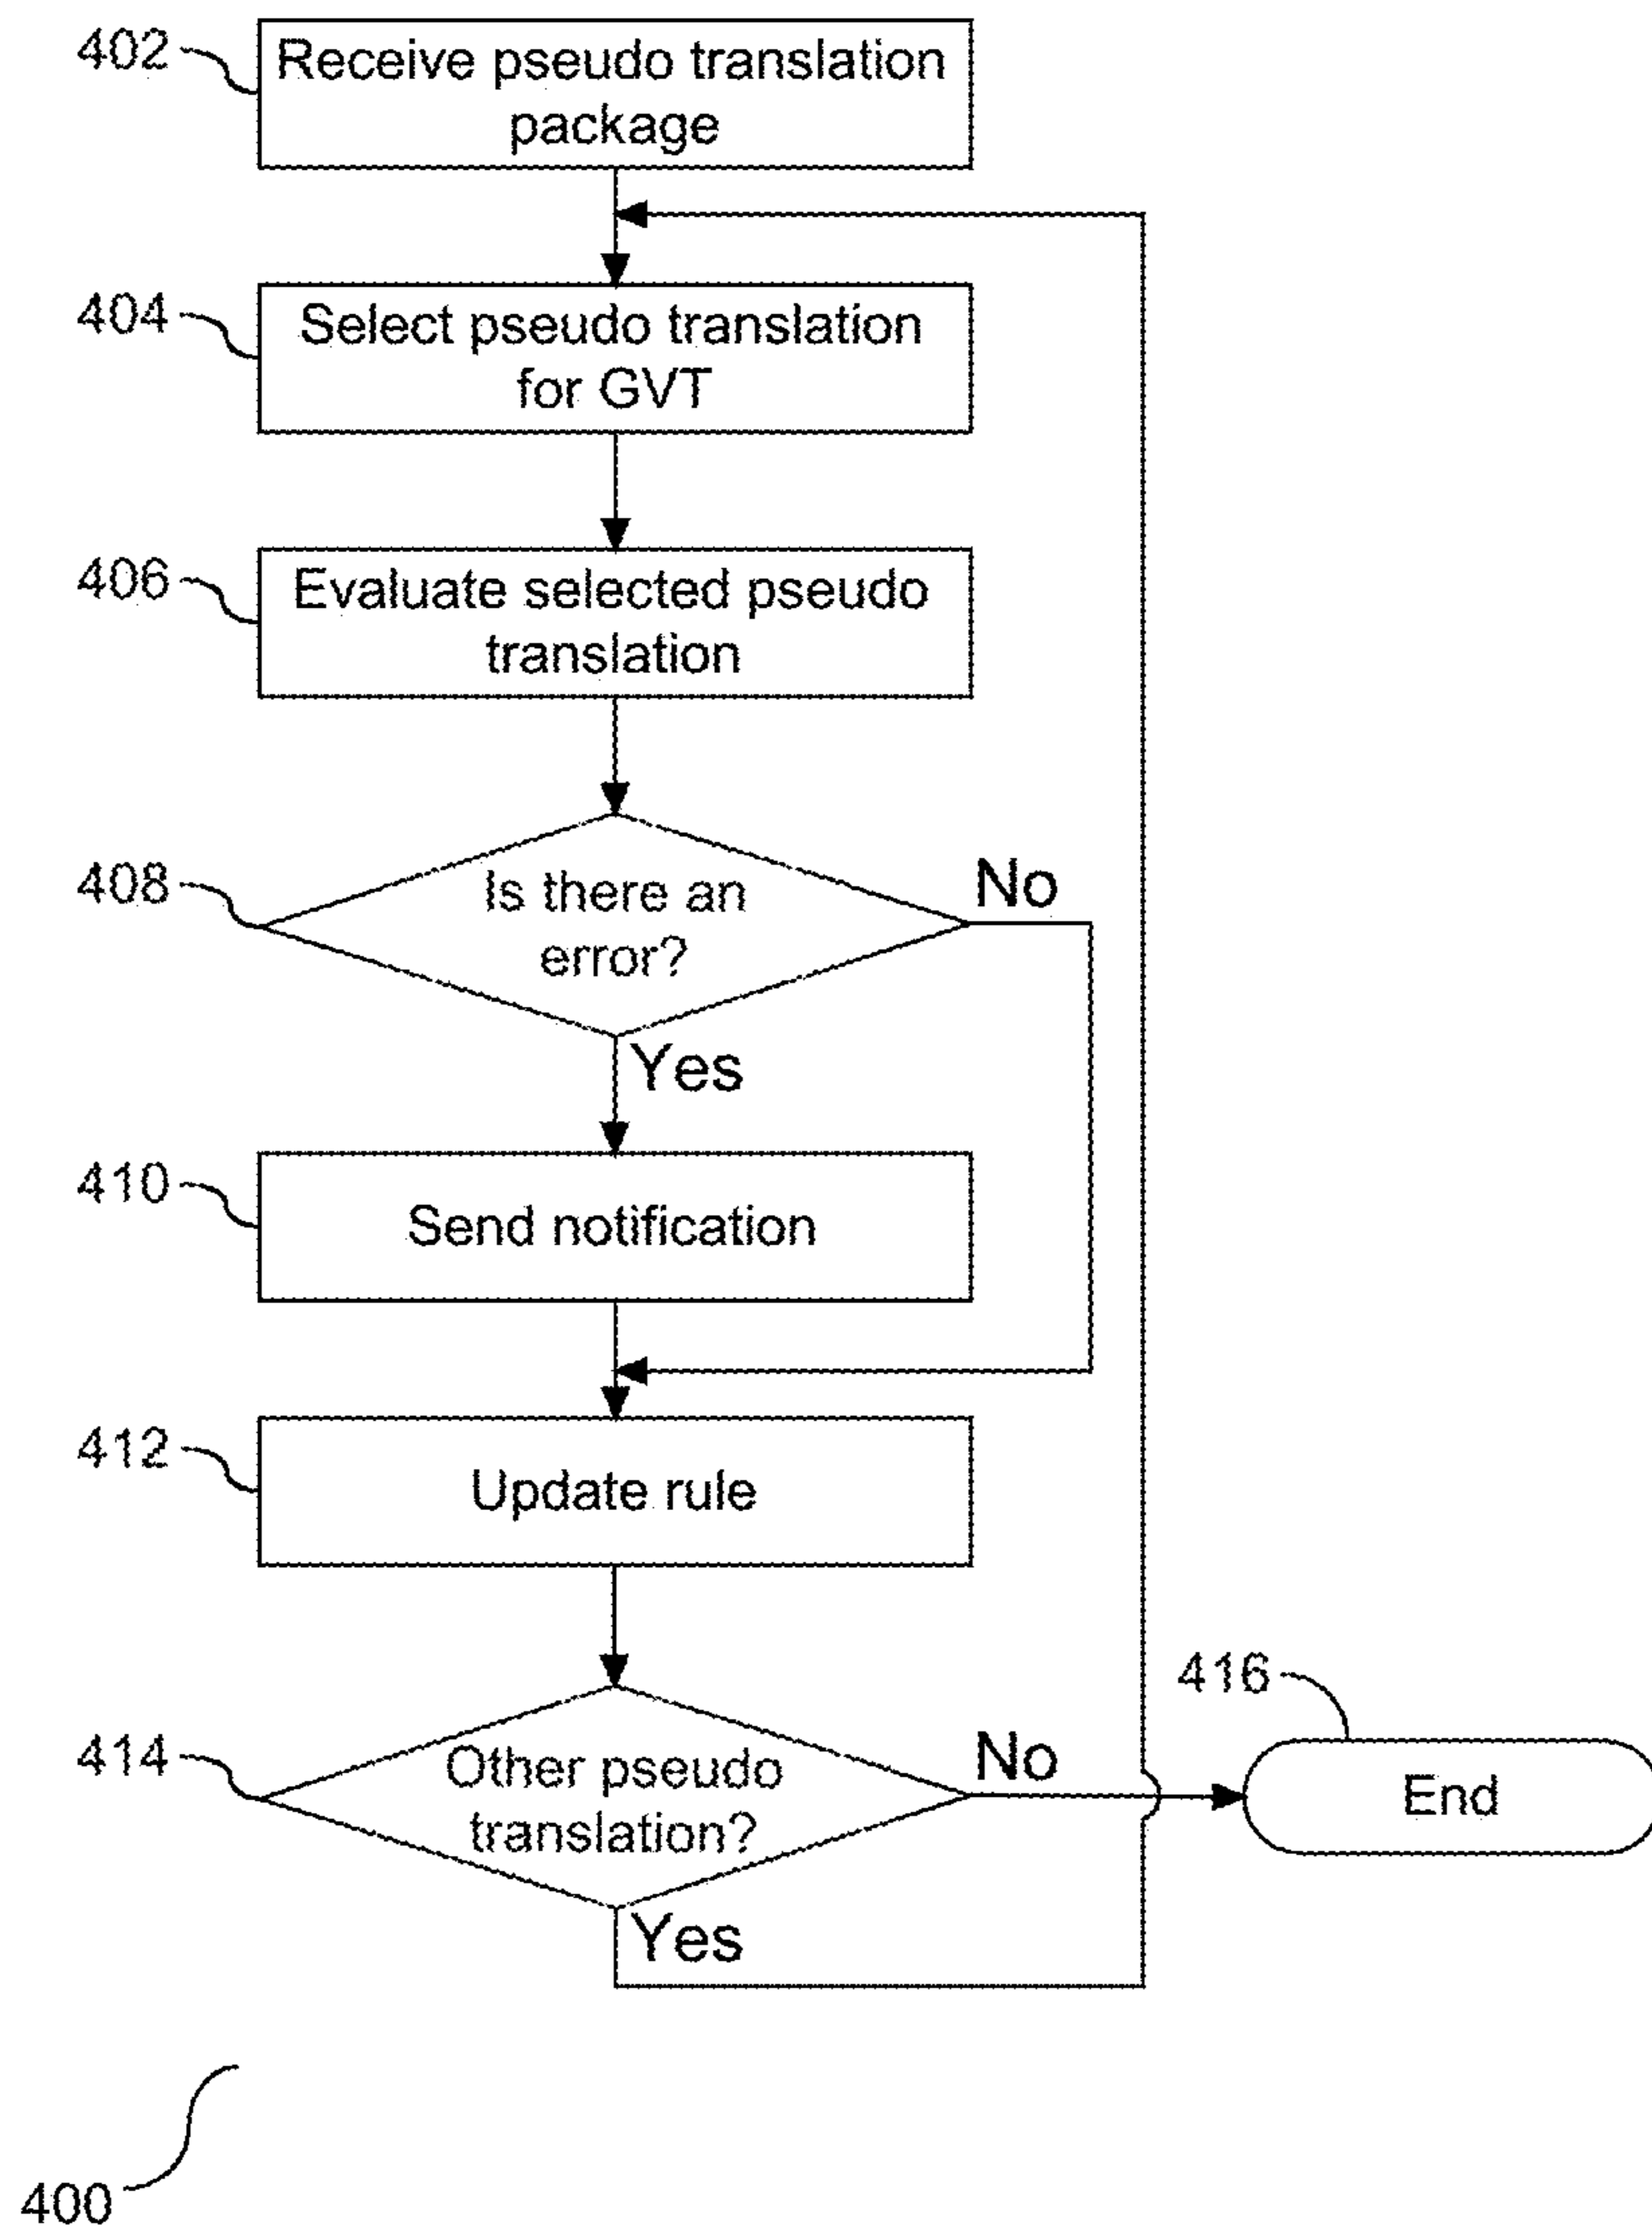 402
Receive pseudo translation
package
404
Select pseudo translation
for GVT
406
Evaluate selected pseudo
translation
408
Is there an
error?
No
Yes
410
Send notification
412
Update rule
414
Other pseudo
translation?
No
416
End
Yes
400